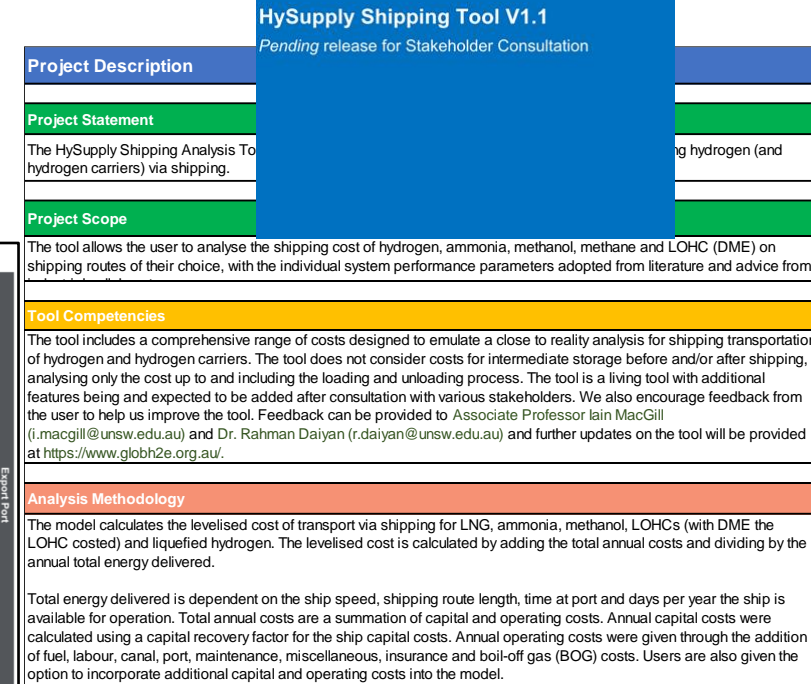 HySupply Shipping Tool V1.1
Pending release for Stakeholder Consultation
Project Description
Project Statement
The HySupply Shipping Analysis To
ng hydrogen (and
hydrogen carriers) via shipping.
Project Scope
The tool allows the user to analyse the shipping cost of hydrogen, ammonia, methanol, methane and LOHC (DME) on
shipping routes of their choice, with the individual system performance parameters adopted from literature and advice from
Tool Competencies
The tool includes a comprehensive range of costs designed to emulate a close to reality analysis for shipping transportation
of hydrogen and hydrogen carriers. The tool does not consider costs for intermediate storage before and/or after shipping,
analysing only the cost up to and including the loading and unloading process. The tool is a living tool with additional
features being and expected to be added after consultation with various stakeholders. We also encourage feedback from
the user to help us improve the tool. Feedback can be provided to Associate Professor Iain MacGill
(i.macgill@unsw.edu.au) and Dr. Rahman Daiyan (r.daiyan@unsw.edu.au) and further updates on the tool will be provided
at https://www.globh2e.org.au/.
Export Port
Analysis Methodology
The model calculates the levelised cost of transport via shipping for LNG, ammonia, methanol, LOHCs (with DME the
LOHC costed) and liquefied hydrogen. The levelised cost is calculated by adding the total annual costs and dividing by the
annual total energy delivered.
Total energy delivered is dependent on the ship speed, shipping route length, time at port and days per year the ship is
available for operation. Total annual costs are a summation of capital and operating costs. Annual capital costs were
calculated using a capital recovery factor for the ship capital costs. Annual operating costs were given through the addition
of fuel, labour, canal, port, maintenance, miscellaneous, insurance and boil-off gas (BOG) costs. Users are also given the
option to incorporate additional capital and operating costs into the model.